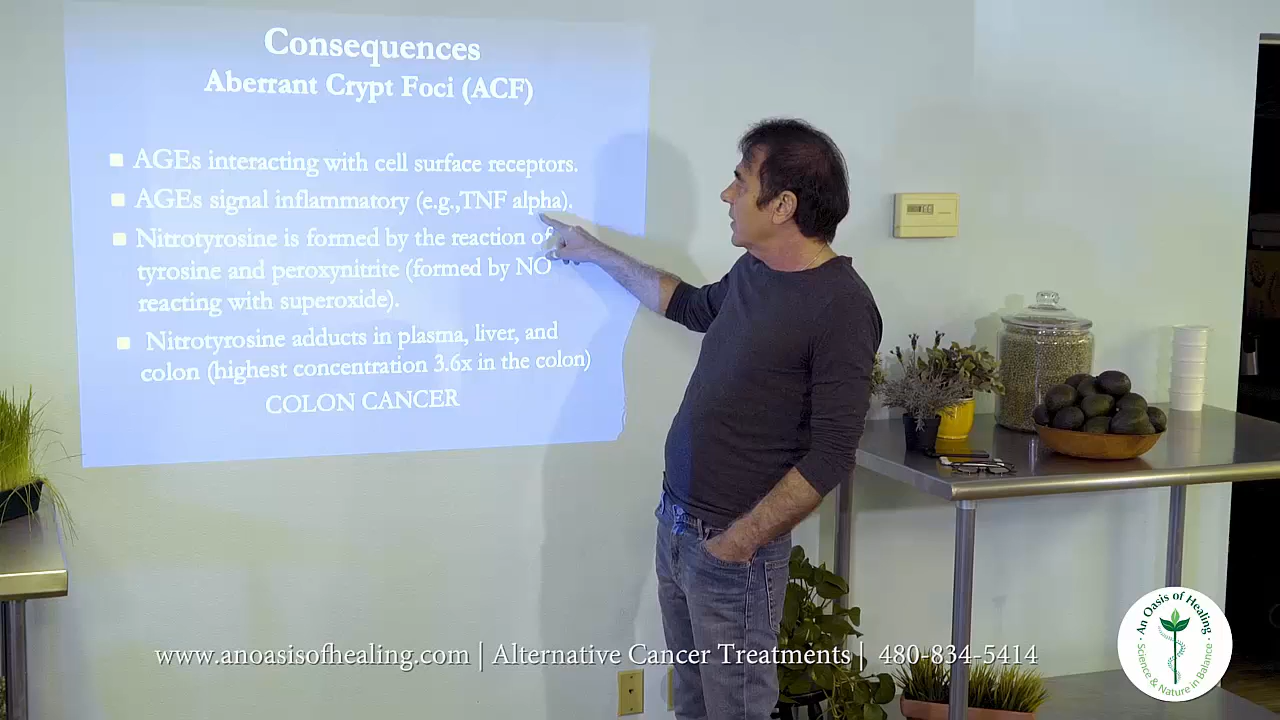 Consequences
Aberrant Crypt Foci (ACF)
AGEs interacting with cell surface receptors.
AGEs signal inflammatory (e.g.,TNF alpha).
Nitrotyrosine is formed by the reaction of
tyrosine and peroxynitrite (formed by NO
reacting with superoxide).
Nitrotyrosine adducts in plasma, liver, and
colon (highest concentration 3.6x in the colon)
COLON CANCER
www.anoasisofhealing.com | Alternative Cancer Treatments | 480-834-5414
An Oasis of Healing
Science & Nature in Balance